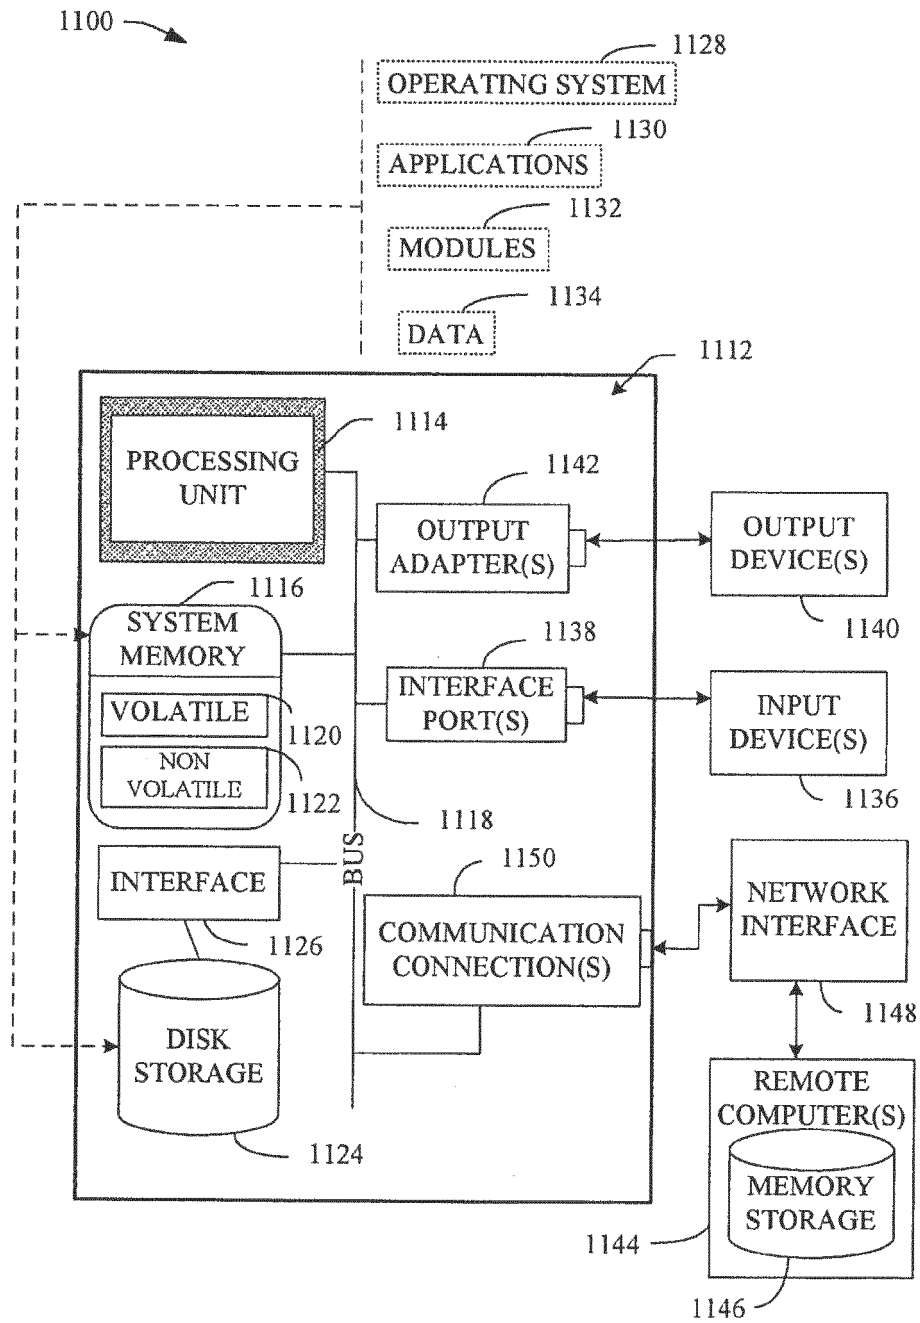 1100
1128
OPERATING SYSTEM
1130
APPLICATIONS
1132
MODULES
1134
DATA
1112
1114
PROCESSING
UNIT
1142
OUTPUT
ADAPTER(S)
OUTPUT
DEVICE(S)
1140
1116
SYSTEM
MEMORY
1138
INTERFACE
PORT(S)
INPUT
DEVICE(S)
1136
VOLATILE
1120
NON
VOLATILE
1122
1118
BUS
1150
COMMUNICATION
CONNECTION(S)
NETWORK
INTERFACE
1148
INTERFACE
1126
DISK
STORAGE
1124
REMOTE
COMPUTER(S)
MEMORY
STORAGE
1144
1146